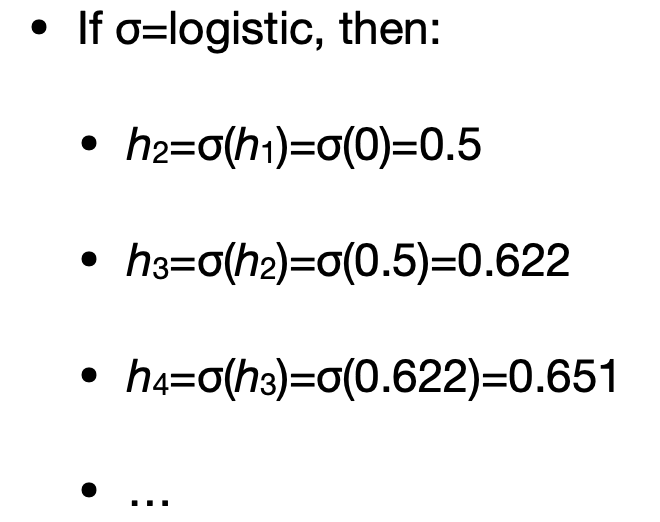 • If σ=logistic, then:
• h₂=σ(h₁)=σ(0)=0.5
• h₃=σ(h₂)=σ(0.5)=0.622
• h₄=σ(h₃)=σ(0.622)=0.651
• ...